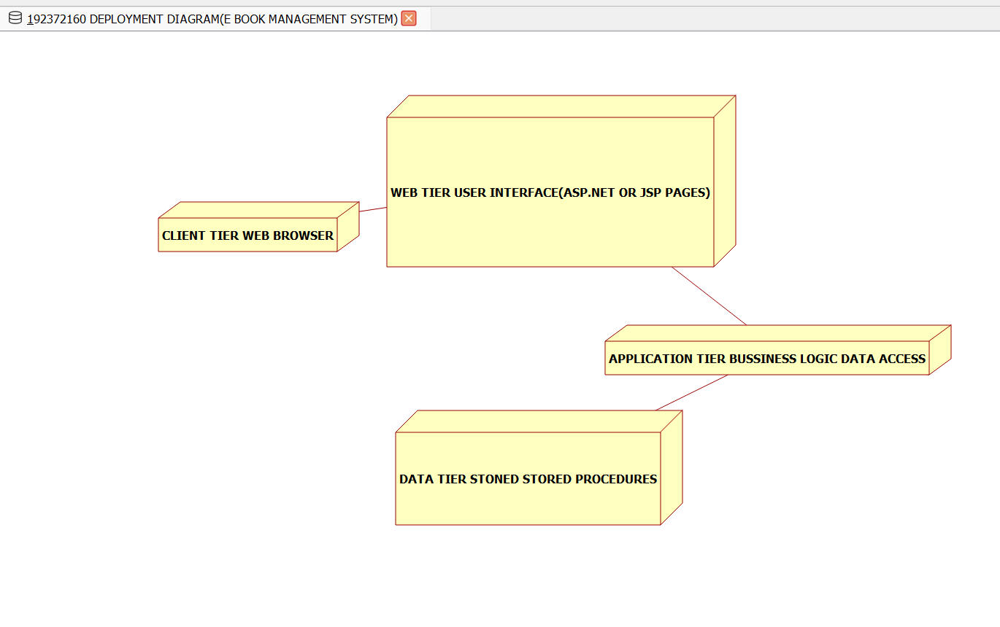 192372160 DEPLOYMENT DIAGRAM(E BOOK MANAGEMENT SYSTEM)
WEB TIER USER INTERFACE(ASP.NET OR JSP PAGES)
CLIENT TIER WEB BROWSER
APPLICATION TIER BUSSINESS LOGIC DATA ACCESS
DATA TIER STONED STORED PROCEDURES